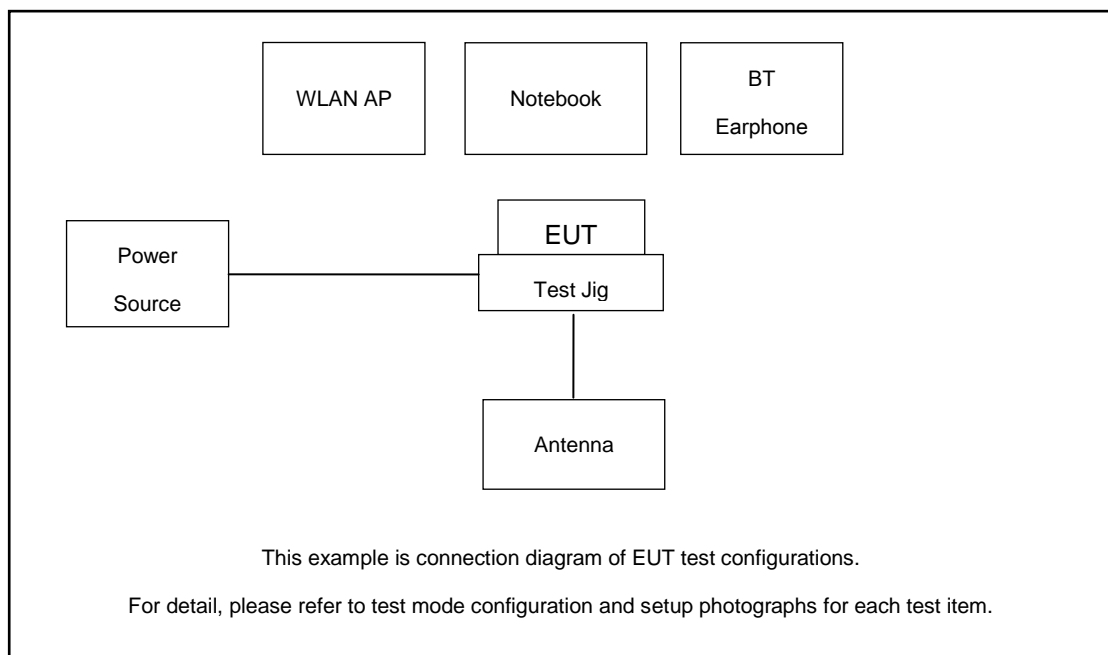 WLAN AP
Notebook
BT
Earphone
EUT
Power
Source
Test Jig
Antenna
This example is connection diagram of EUT test configurations.
For detail, please refer to test mode configuration and setup photographs for each test item.